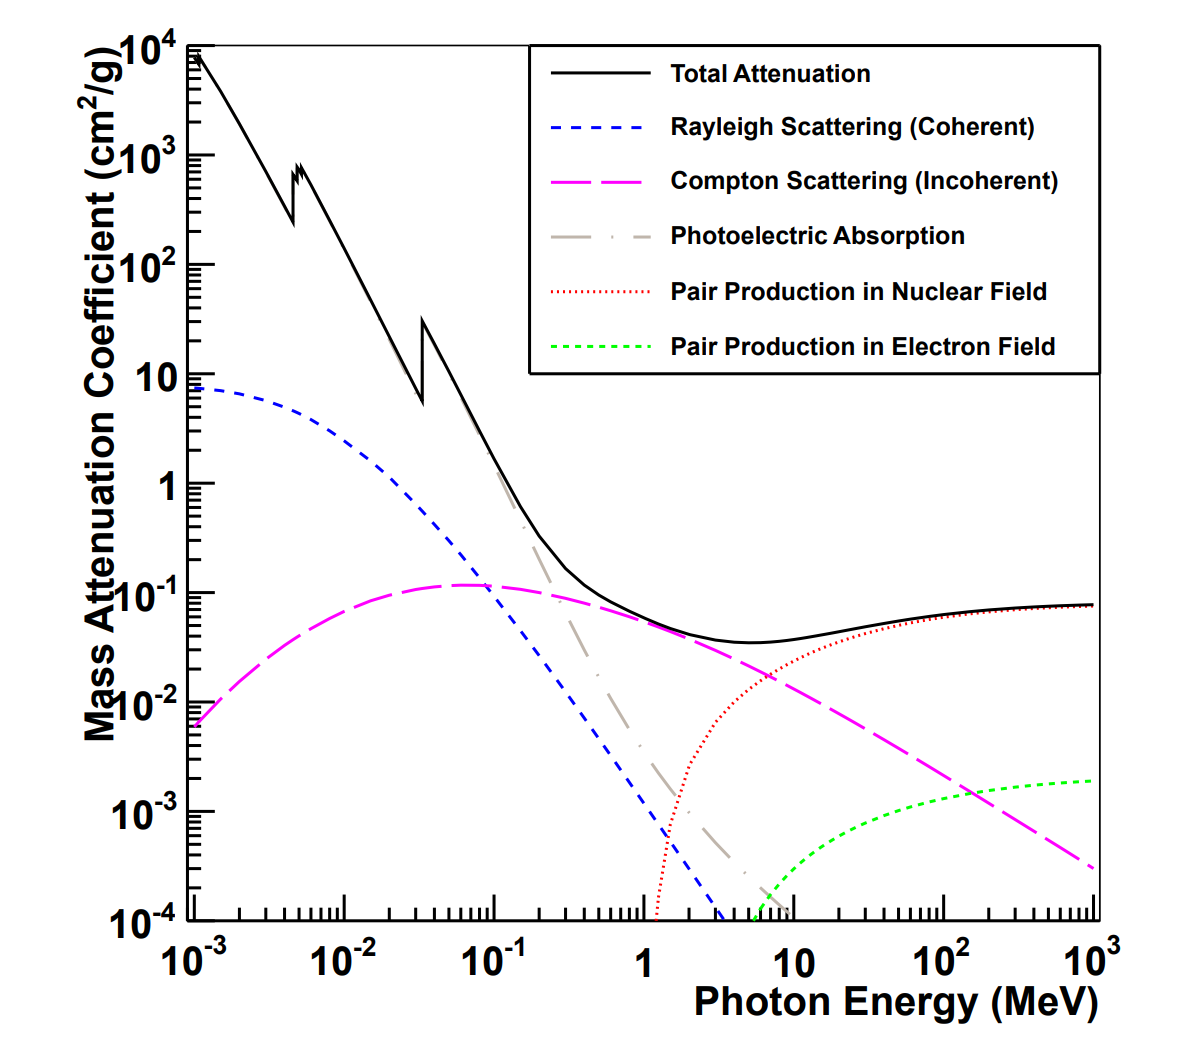 Mass Attenuation Coefficient (cm²/g)
10⁴
10³
10²
10
1
10⁻¹
10⁻²
10⁻³
10⁻⁴
Total Attenuation
Rayleigh Scattering (Coherent)
Compton Scattering (Incoherent)
Photoelectric Absorption
Pair Production in Nuclear Field
Pair Production in Electron Field
10⁻³ 10⁻² 10⁻¹ 1 10 10² 10³
Photon Energy (MeV)